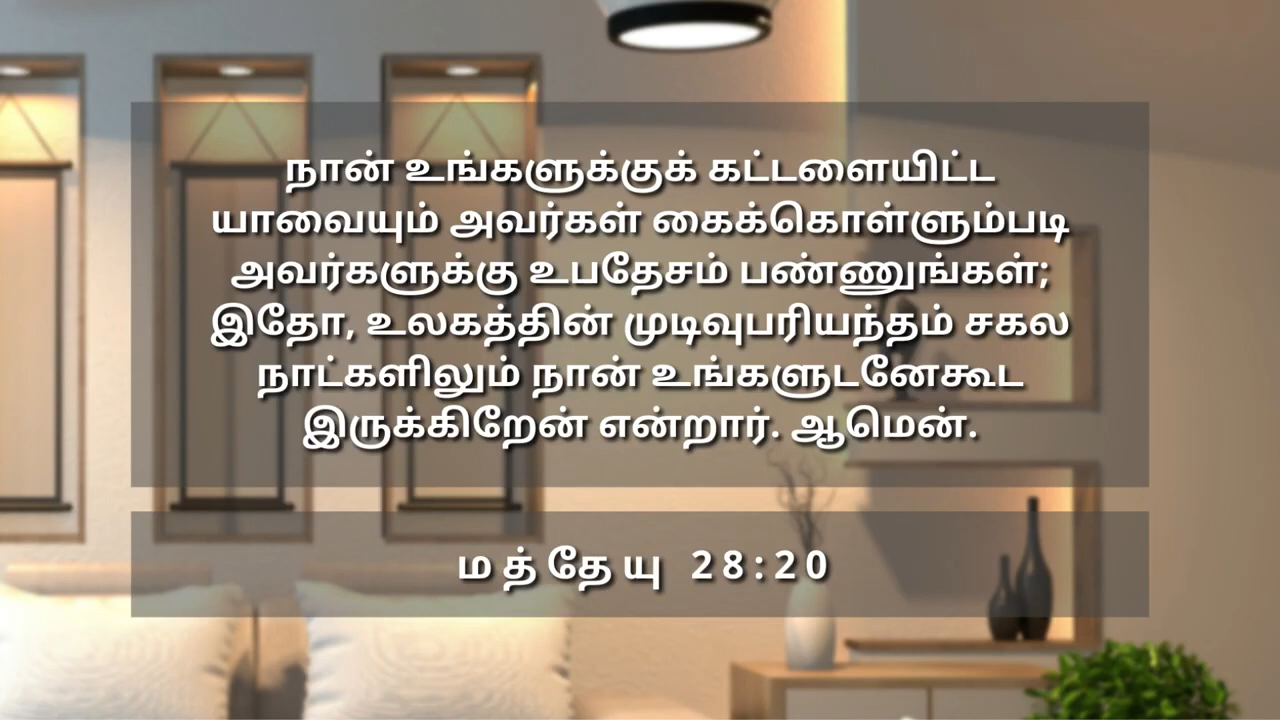 நான் உங்களுக்குக் கட்டளையிட்ட
யாவையும் அவர்கள் கைக்கொள்ளும்படி
அவர்களுக்கு உபதேசம் பண்ணுங்கள்;
இதோ, உலகத்தின் முடிவுபரியந்தம் சகல
நாட்களிலும் நான் உங்களுடனேகூட
இருக்கிறேன் என்றார். ஆமென்.
மத்தேயு 28:20